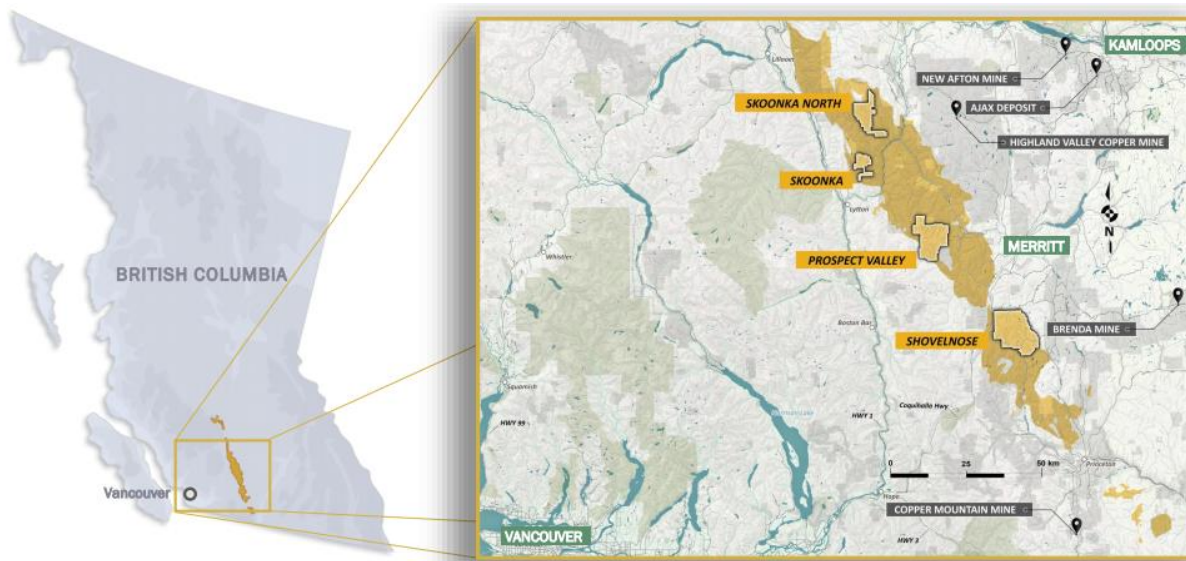 BRITISH COLUMBIA
Vancouver
KAMLOOPS
NEW AFTON MINE
AJAX DEPOSIT
HIGHLAND VALLEY COPPER MINE
Lillooet
SKOONKA NORTH
SKOONKA
Lytton
N
MERRITT
PROSPECT VALLEY
Whistler
BRENDA MINE
Boston Bar
SHOVELNOSE
Squamish
HWY 99
HWY 1
Coquihalla Hwy
0 25 50 km
Princeton
Hope
COPPER MOUNTAIN MINE
VANCOUVER
HWY 3